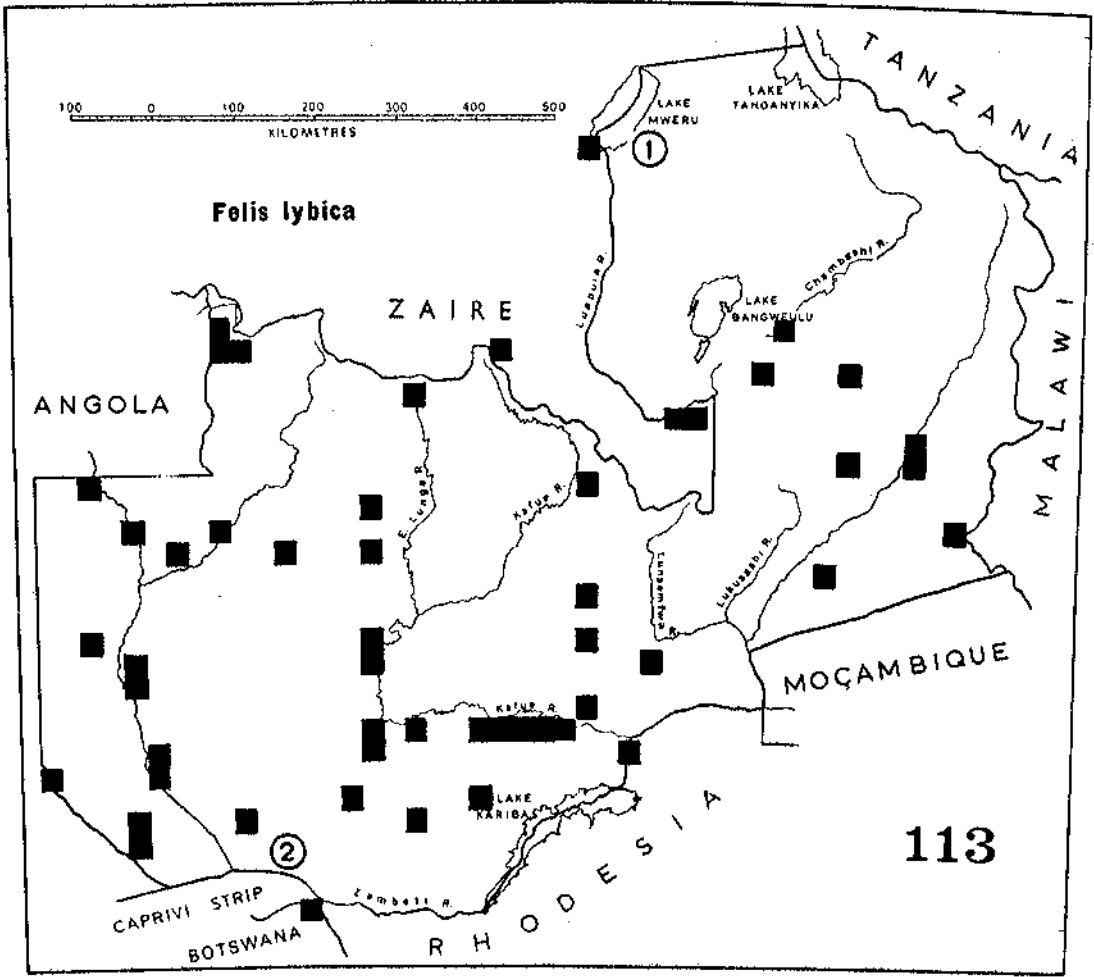 TANZANIA
100 0 100 200 300 400 500
KILOMETRES
LAKE
MWERU
LAKE
TANGANYIKA
1
Felis lybica
Luapula R.
Chambeshi R.
ZAIRE
LAKE
BANGWEULU
MALAWI
ANGOLA
E. Lunga R.
Kafue R.
Lunsemfwa R.
Lukusashi R.
MOÇAMBIQUE
Kafue R.
LAKE
KARIBA
113
2
CAPRIVI STRIP
Zambezi R.
BOTSWANA
RHODESIA